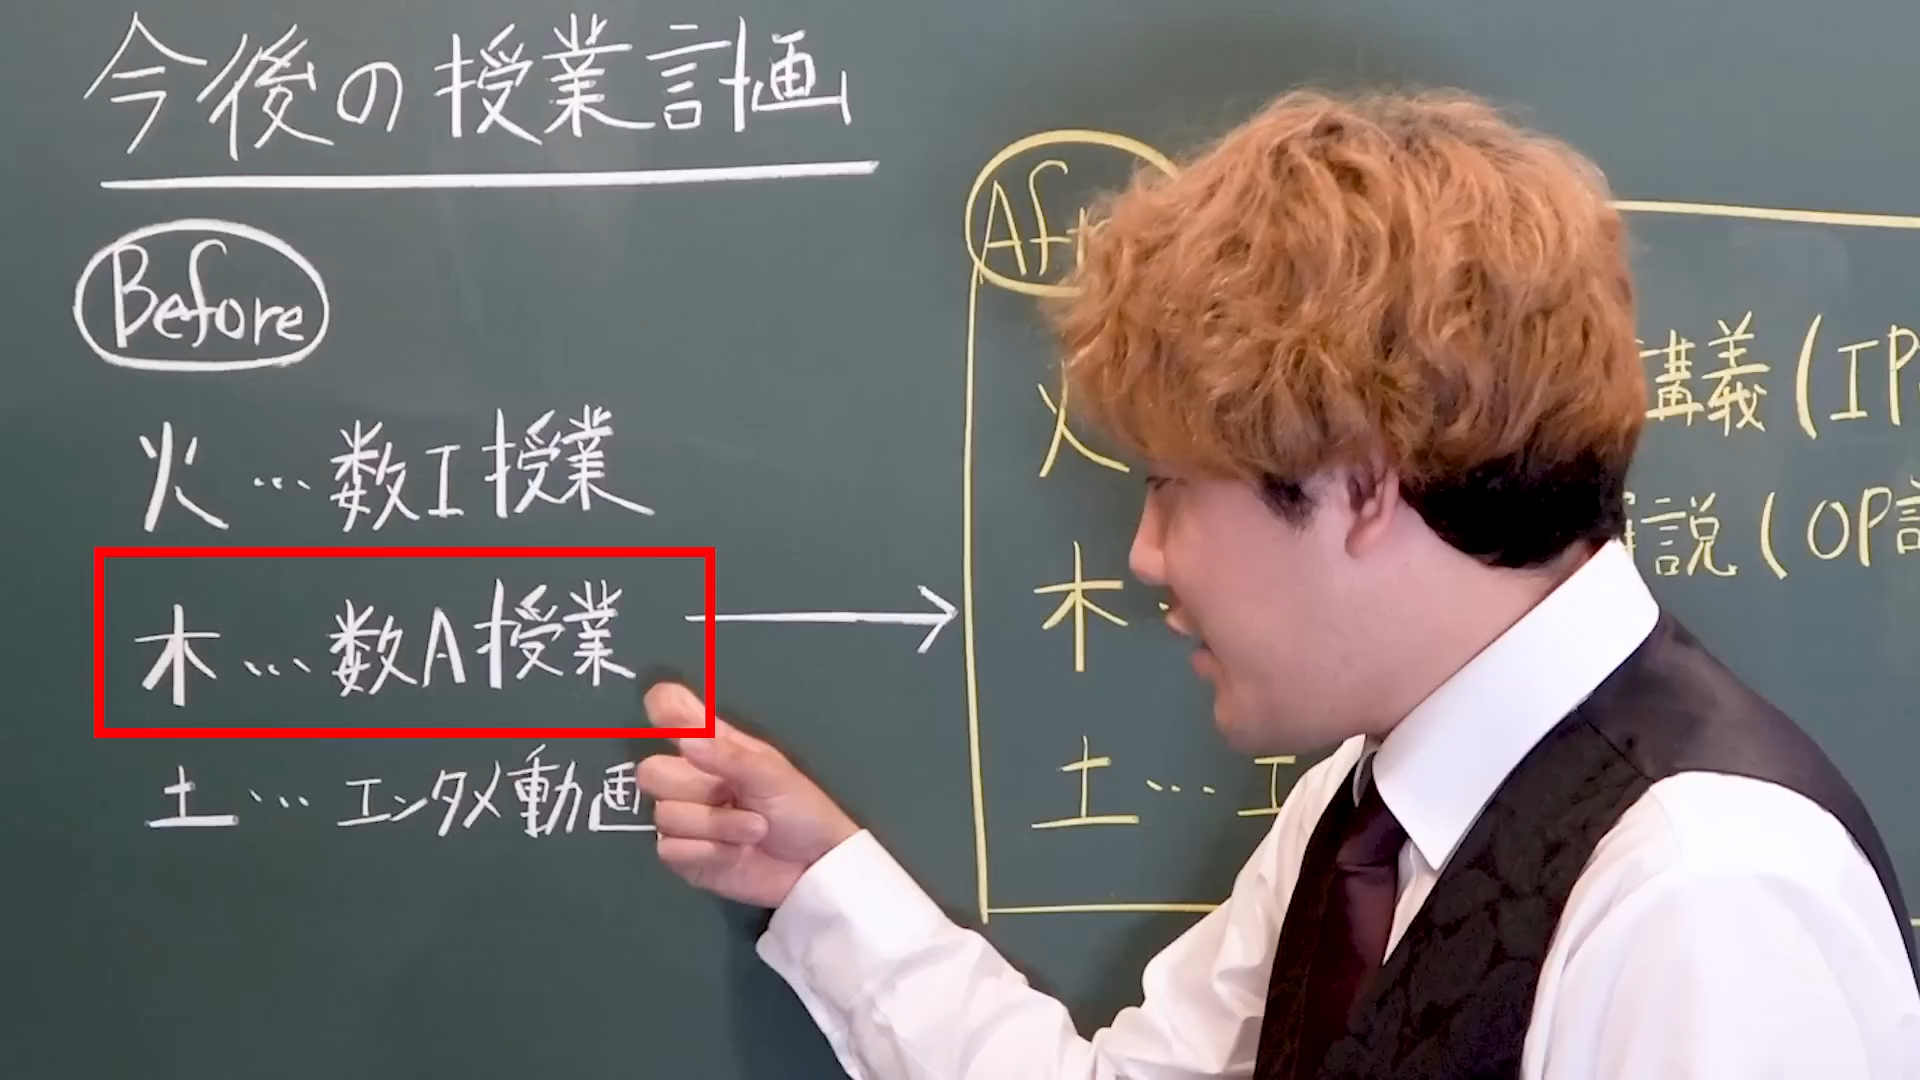 今後の授業計画
Before
火…数I授業
木…数A授業
土…エンタメ動画
火
講義(IP
木
説(OP
土…エ